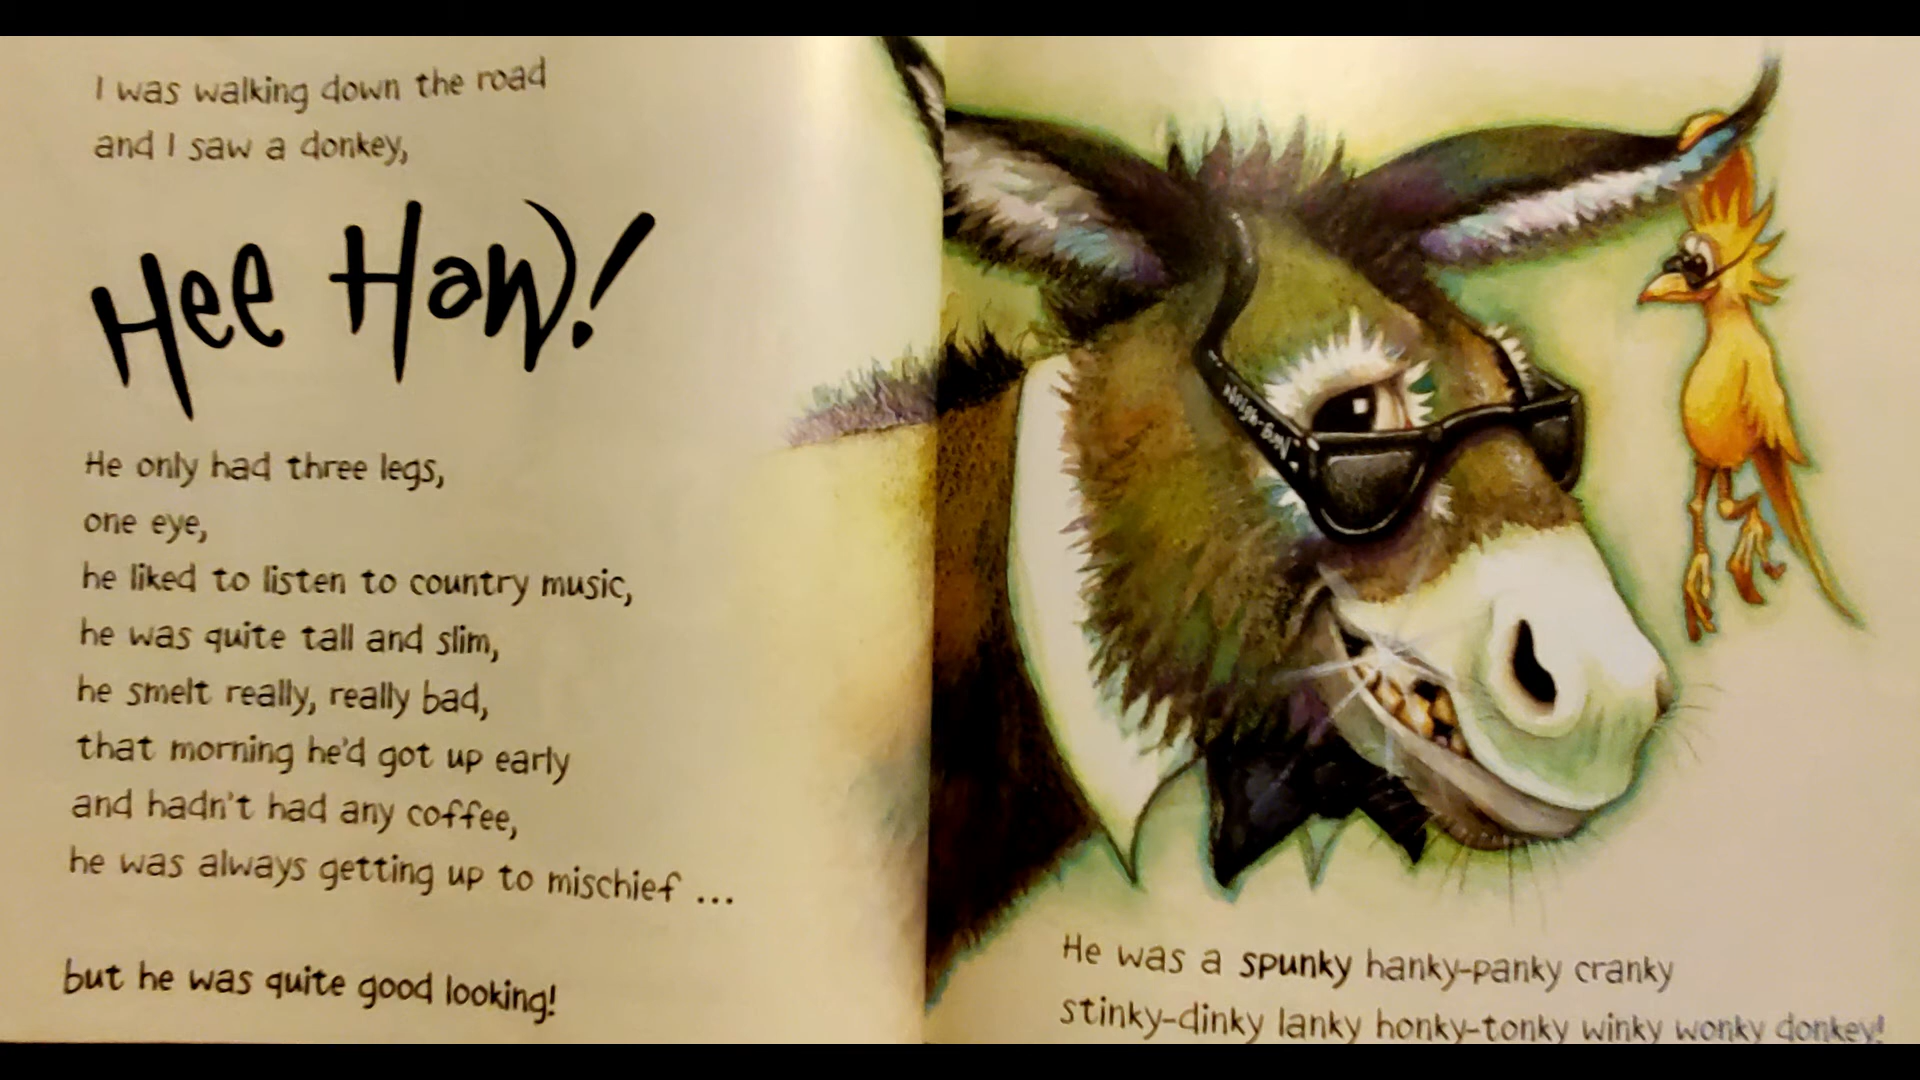 I was walking down the road
and I saw a donkey,
Hee Haw!
He only had three legs,
one eye,
he liked to listen to country music,
he was quite tall and slim,
he smelt really, really bad,
that morning he'd got up early
and hadn't had any coffee,
he was always getting up to mischief ...
but he was quite good looking!
Neigh-Ban
He was a spunky hanky-panky cranky
stinky-dinky lanky honky-tonky winky wonky donkey!